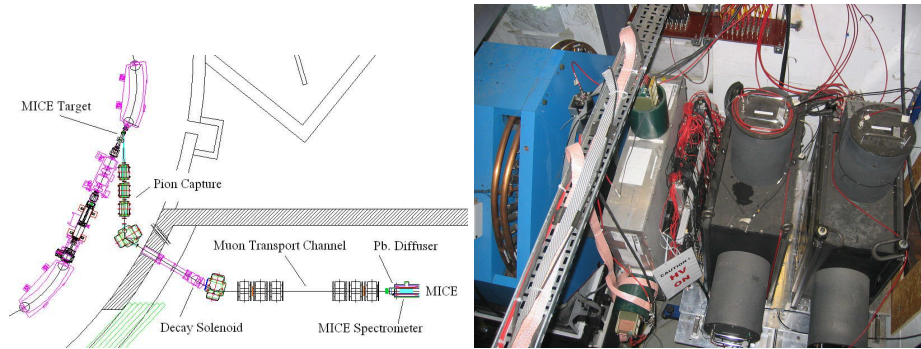 MICE Target
Pion Capture
Muon Transport Channel
Pb. Diffuser
MICE
Decay Solenoid
MICE Spectrometer
CAUTION!
HV
ON